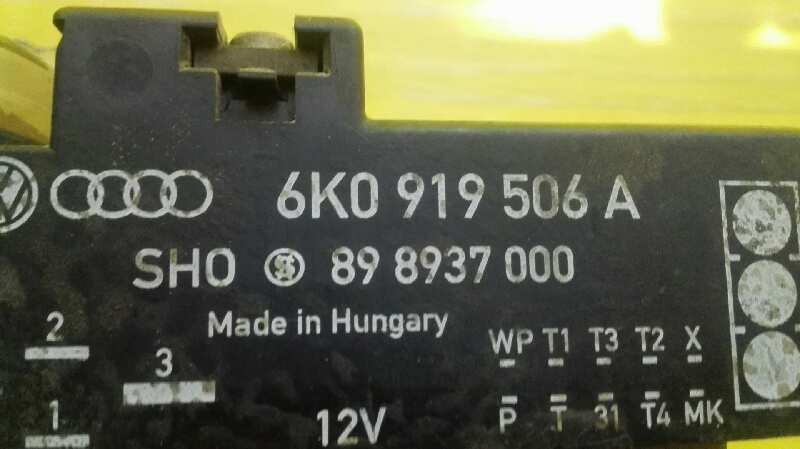 6K0 919 506 A
SHO 89 8937 000
Made in Hungary
2
3
1
12V
WP T1 T3 T2 X
P T 31 T4 MK